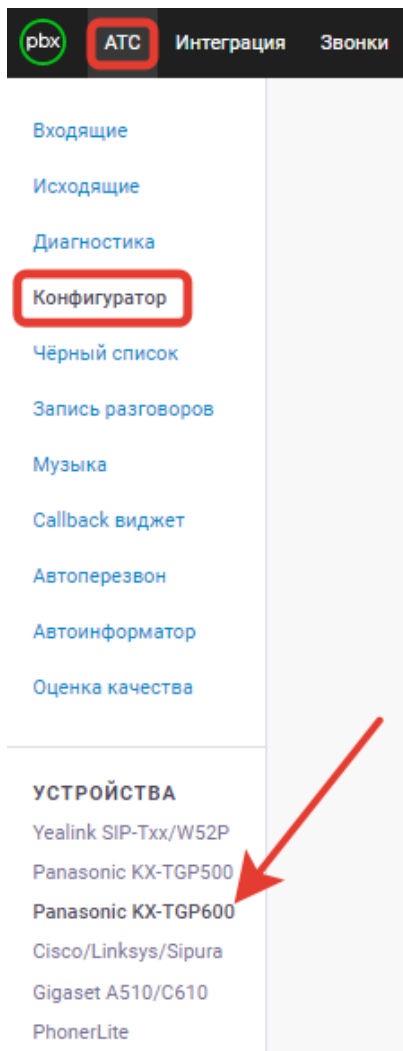 pbx АТС Интеграция Звонки
Входящие
Исходящие
Диагностика
Конфигуратор
Чёрный список
Запись разговоров
Музыка
Callback виджет
Автоперезвон
Автоинформатор
Оценка качества
УСТРОЙСТВА
Yealink SIP-Txx/W52P
Panasonic KX-TGP500
Panasonic KX-TGP600
Cisco/Linksys/Sipura
Gigaset A510/C610
PhonerLite